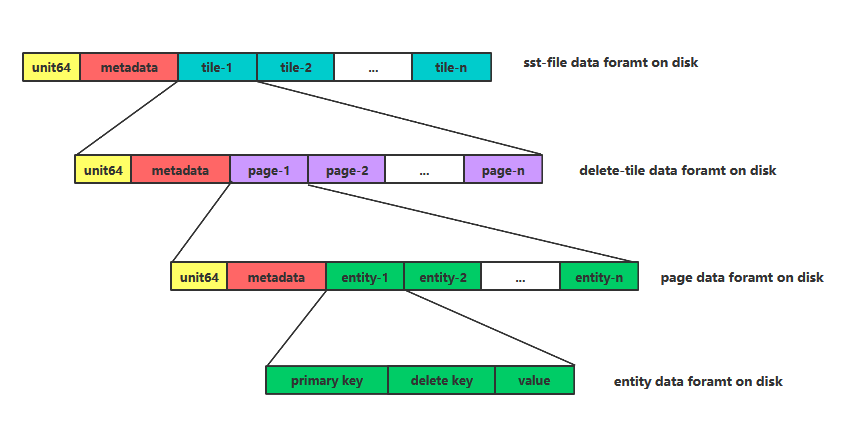 unit64 metadata tile-1 tile-2 ... tile-n sst-file data foramt on disk
unit64 metadata page-1 page-2 ... page-n delete-tile data foramt on disk
unit64 metadata entity-1 entity-2 ... entity-n page data foramt on disk
primary key delete key value entity data foramt on disk